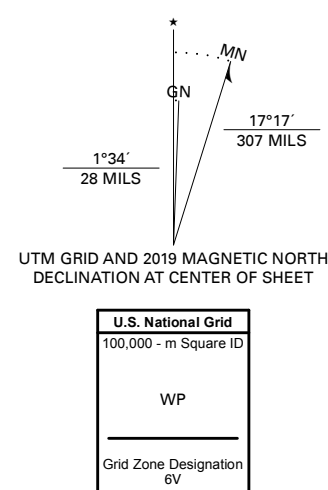 MN
GN
17°17´
307 MILS
1°34´
28 MILS
UTM GRID AND 2019 MAGNETIC NORTH
DECLINATION AT CENTER OF SHEET
U.S. National Grid
100,000 - m Square ID
WP
Grid Zone Designation
6V